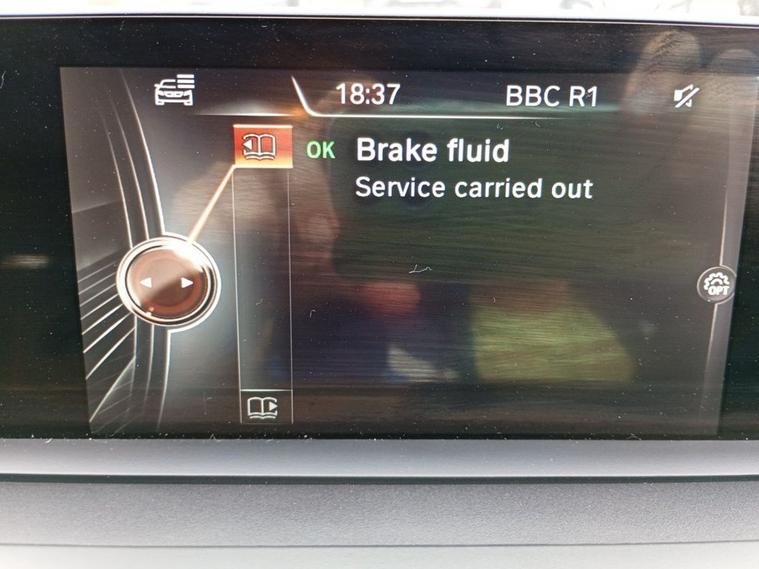 18:37 BBC R1
OK Brake fluid
Service carried out
OPT